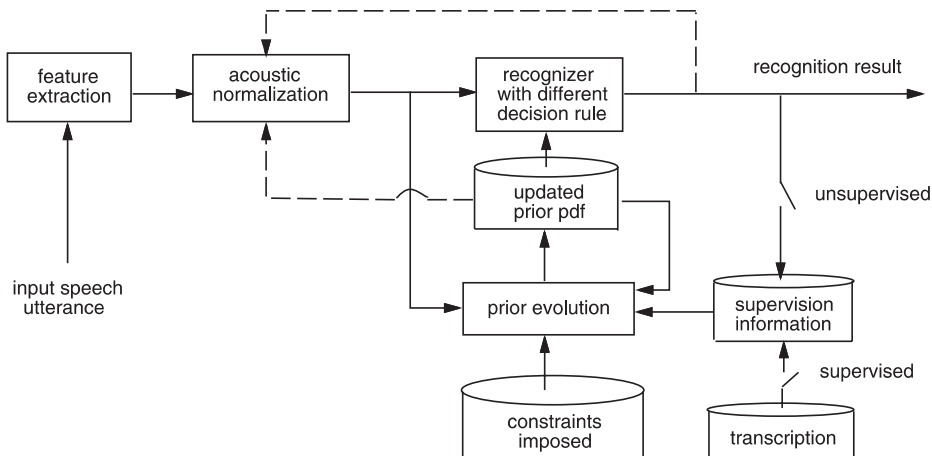 feature
extraction
acoustic
normalization
recognizer
with different
decision rule
recognition result
updated
prior pdf
unsupervised
input speech
utterance
prior evolution
supervision
information
supervised
constraints
imposed
transcription